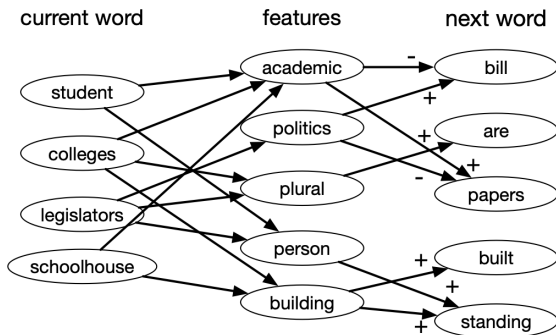 current word features next word
student
colleges
legislators
schoolhouse
academic
politics
plural
person
building
bill
are
papers
built
standing
-
+
+
+
-
+
+
+